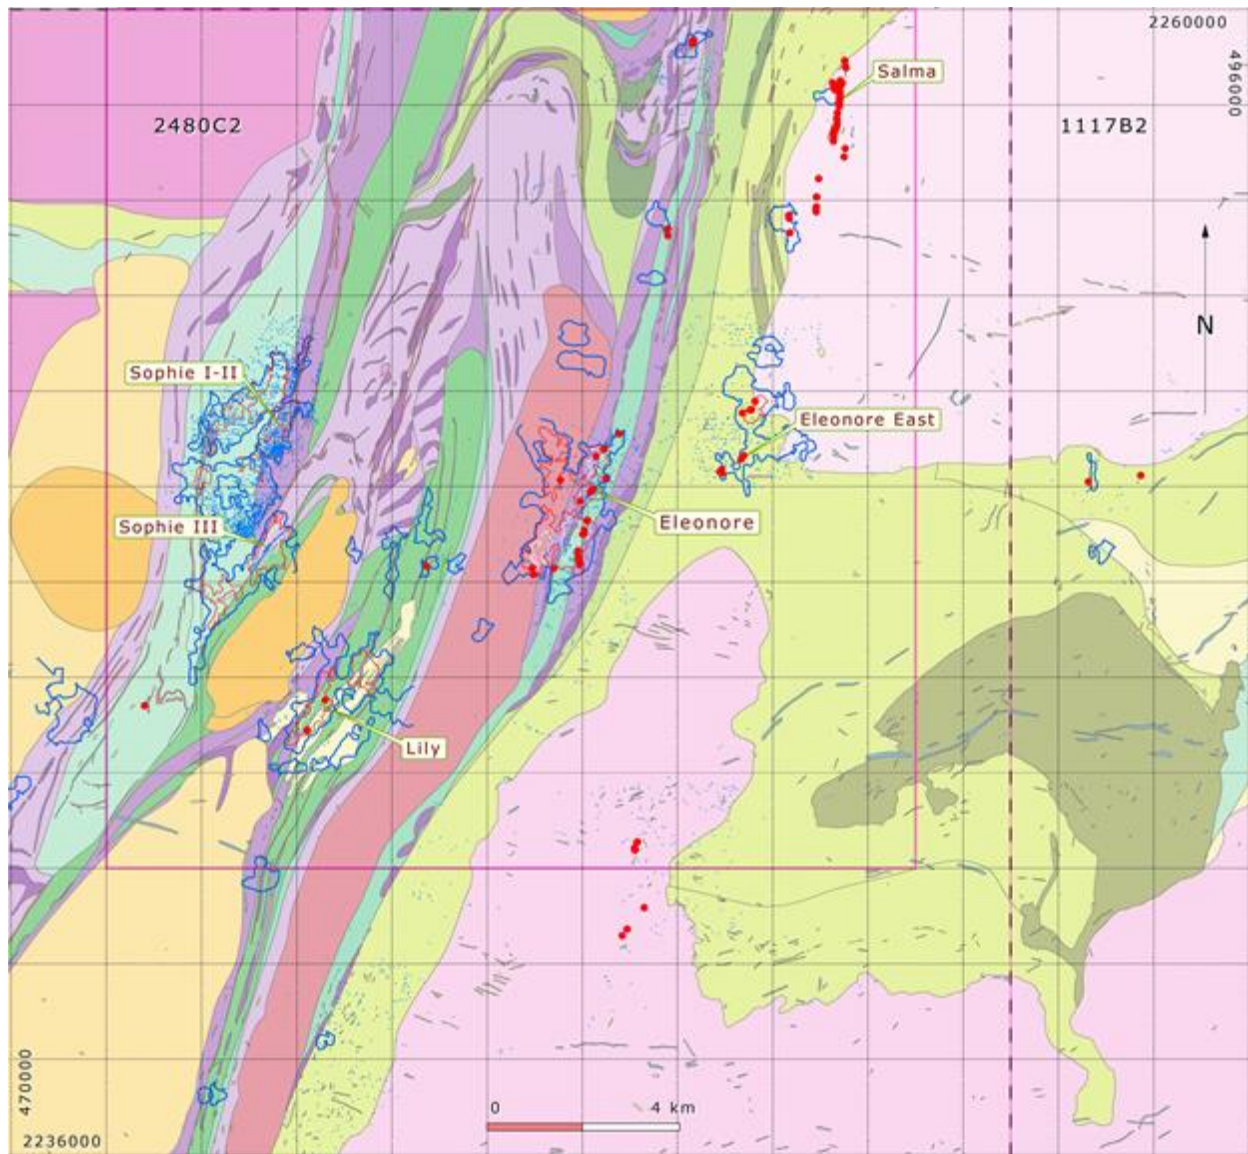 2260000
496000
Salma
2480C2
1117B2
N
Sophie I-II
Eleonore East
Sophie III
Eleonore
Lily
470000
0
4 km
2236000